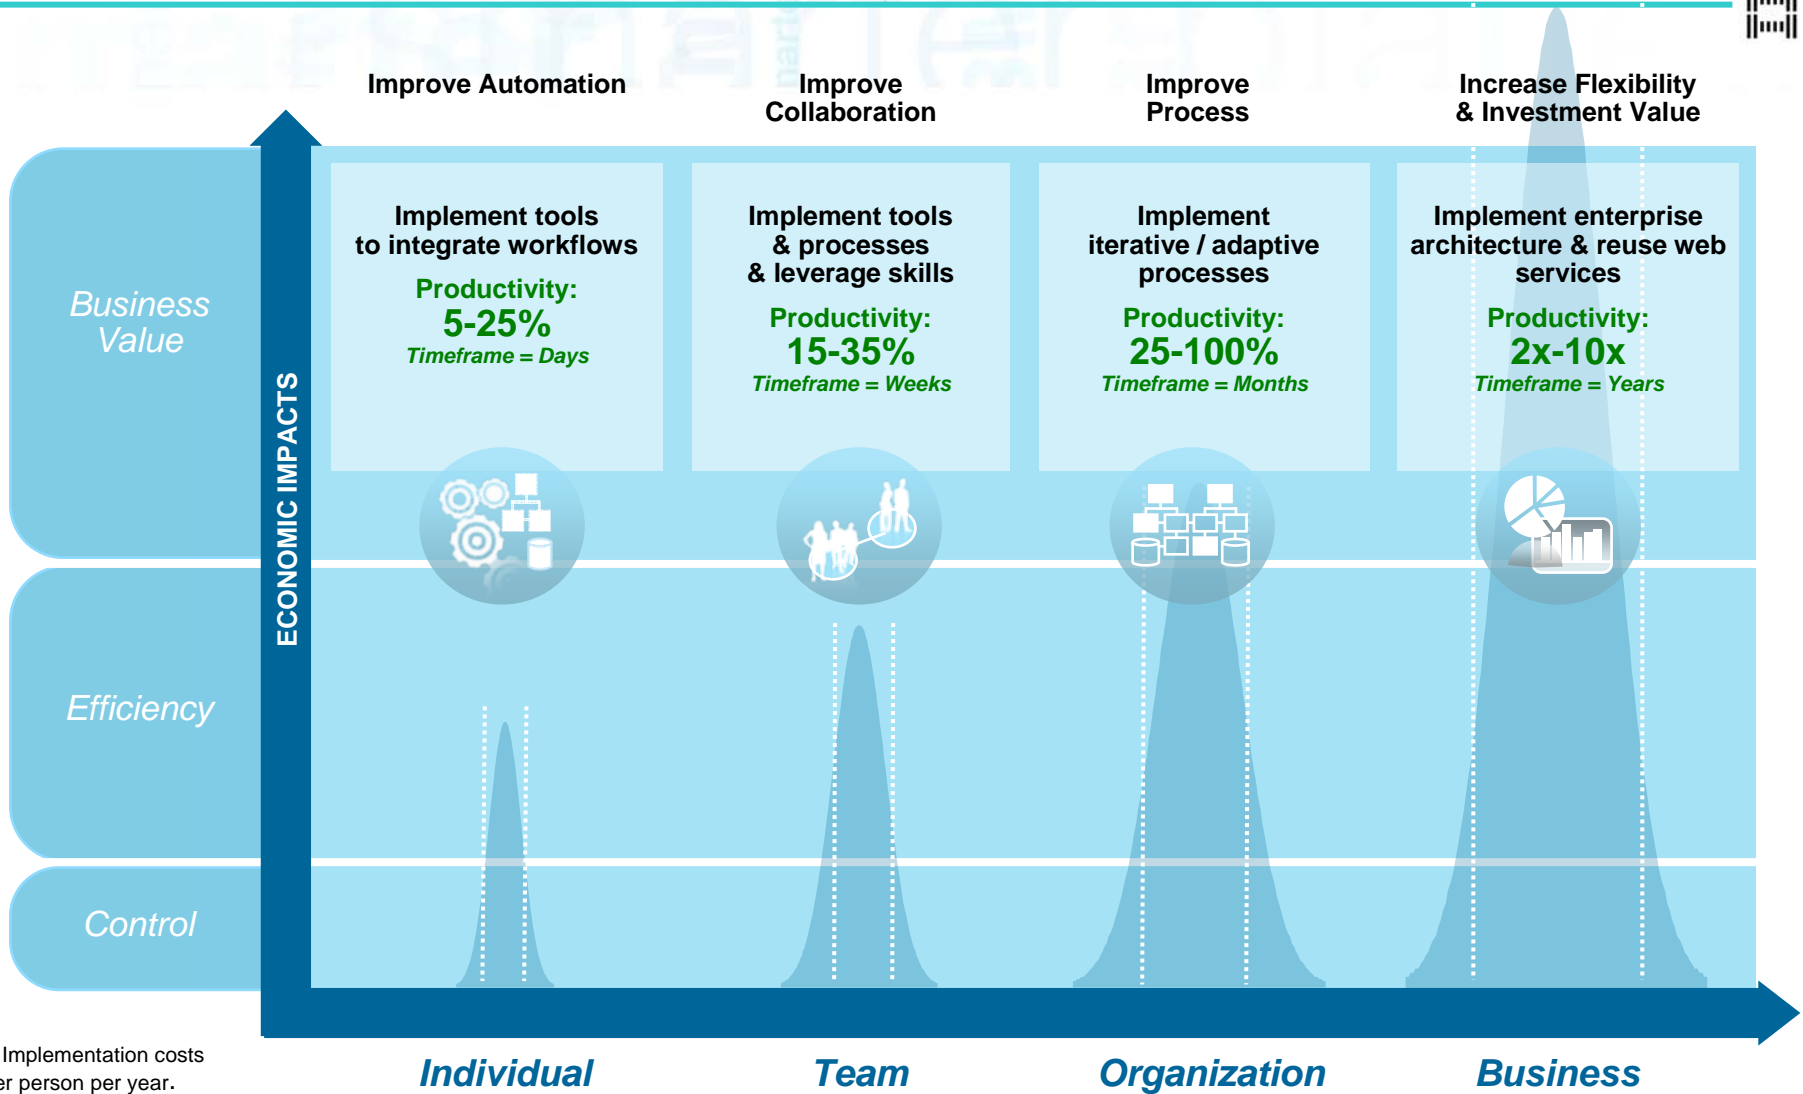 Improve Automation
Improve
Collaboration
Improve
Process
Increase Flexibility
& Investment Value
Implement tools
to integrate workflows
Productivity:
5-25%
Timeframe = Days
Implement tools
& processes
& leverage skills
Productivity:
15-35%
Timeframe = Weeks
Implement
iterative / adaptive
processes
Productivity:
25-100%
Timeframe = Months
Implement enterprise
architecture & reuse web
services
Productivity:
2x-10x
Timeframe = Years
Business
Value
Efficiency
Control
ECONOMIC IMPACTS
Implementation costs
per person per year.
Individual
Team
Organization
Business